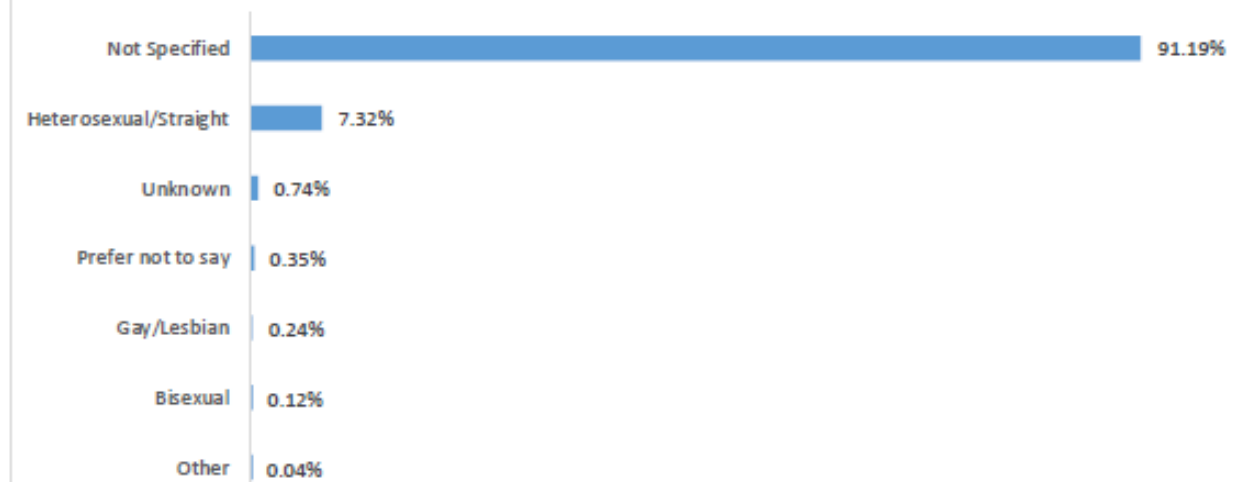 Not Specified 91.19%
Heterosexual/Straight 7.32%
Unknown 0.74%
Prefer not to say 0.35%
Gay/Lesbian 0.24%
Bisexual 0.12%
Other 0.04%